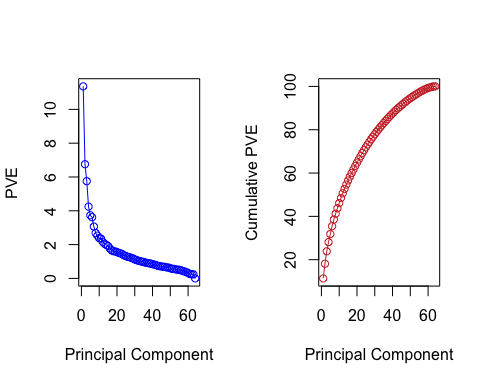 PVE
0 2 4 6 8 10
0 20 40 60
Principal Component
Cumulative PVE
20 40 60 80 100
0 20 40 60
Principal Component